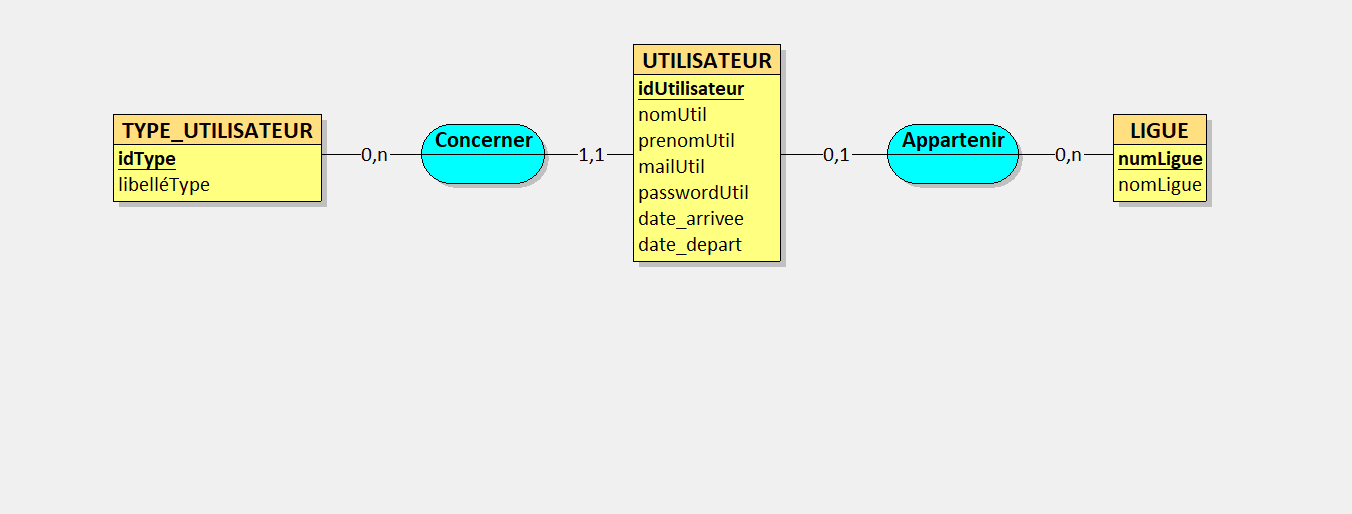 TYPE_UTILISATEUR
idType
libelléType
0,n
Concerner
1,1
UTILISATEUR
idUtilisateur
nomUtil
prenomUtil
mailUtil
passwordUtil
date_arrivee
date_depart
0,1
Appartenir
0,n
LIGUE
numLigue
nomLigue